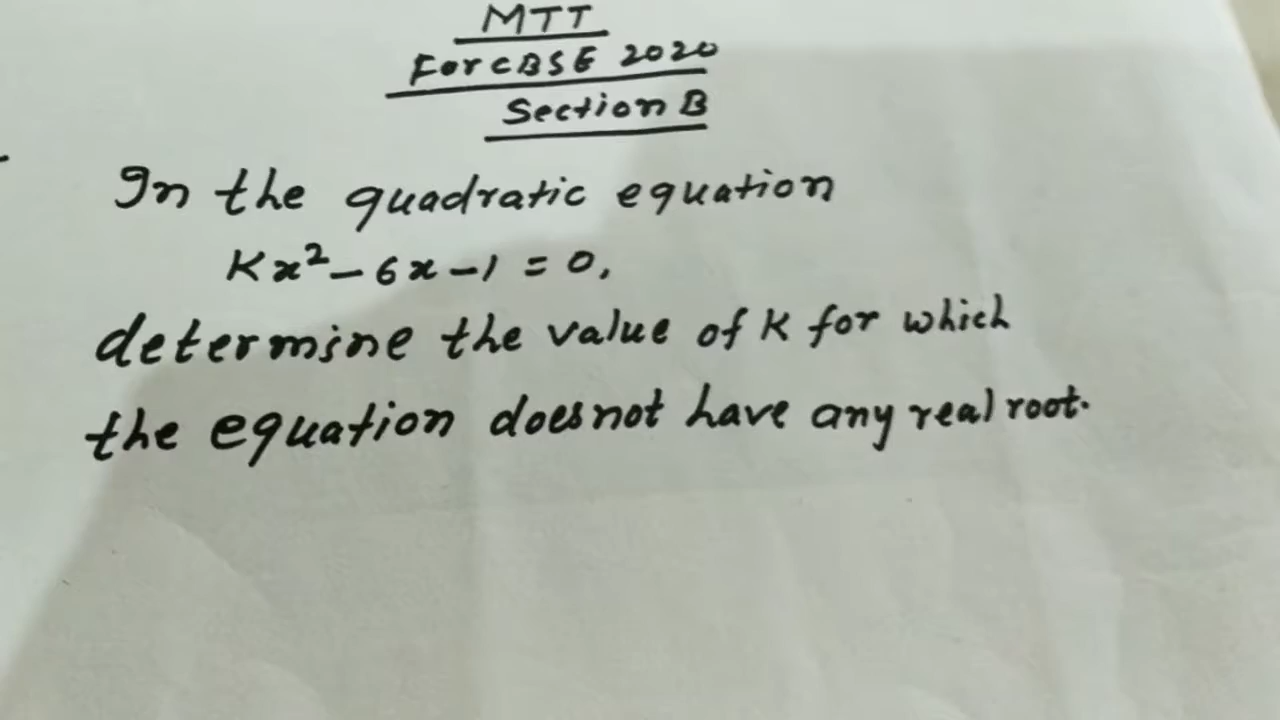 MTT
For CBSE 2020
Section B
In the quadratic equation
Kx² - 6x - 1 = 0,
determine the value of K for which
the equation does not have any real root.